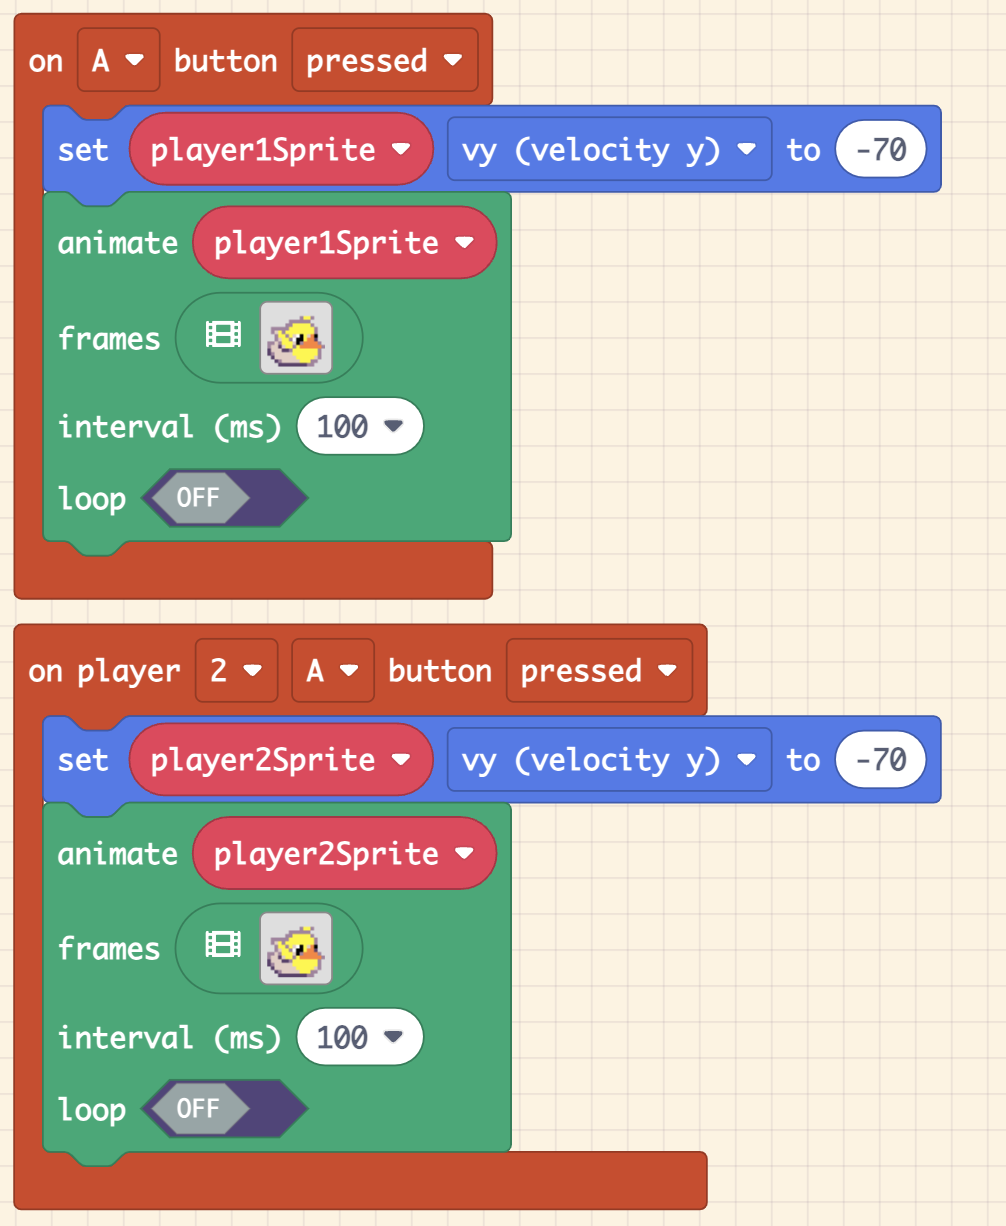 on A button pressed
set player1Sprite vy (velocity y) to -70
animate player1Sprite
frames
interval (ms) 100
loop OFF
on player 2 A button pressed
set player2Sprite vy (velocity y) to -70
animate player2Sprite
frames
interval (ms) 100
loop OFF